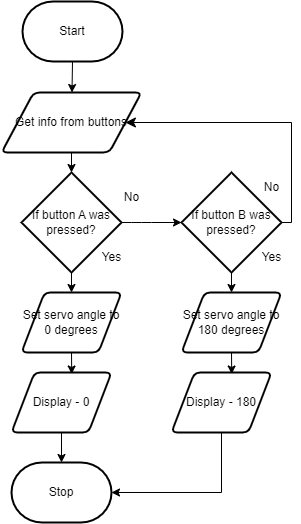 Start
Get info from buttons
If button A was
pressed?
No
If button B was
pressed?
No
Yes
Yes
Set servo angle to
0 degrees
Set servo angle to
180 degrees
Display - 0
Display - 180
Stop